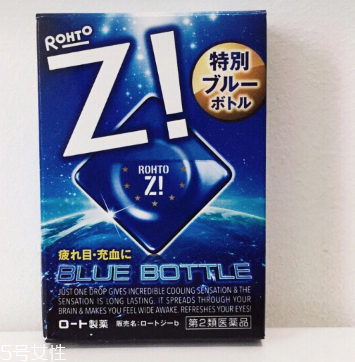 ROHTO
Z!
特別
ブルー
ボトル
ROHTO
Z!
疲れ目・充血に
BLUE BOTTLE
JUST ONE DROP GIVES INCREDIBLE COOLING SENSATION & THE
SENSATION IS LONG LASTING. IT SPREADS THROUGH YOUR
BRAIN & MAKES YOU FEEL WIDE AWAKE. REFRESHES YOUR EYES!
ロート製薬 販売名:ロートジーb 第2類医薬品
5号女性